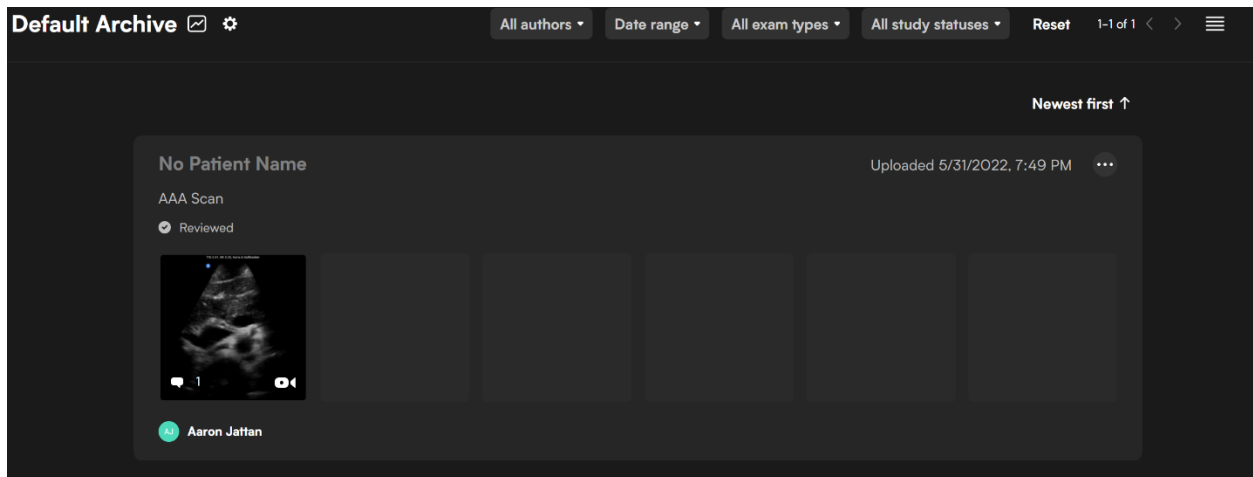 Default Archive
All authors
Date range
All exam types
All study statuses
Reset
1-1 of 1
Newest first ↑
No Patient Name
Uploaded 5/31/2022, 7:49 PM
AAA Scan
Reviewed
1
AJ
Aaron Jattan